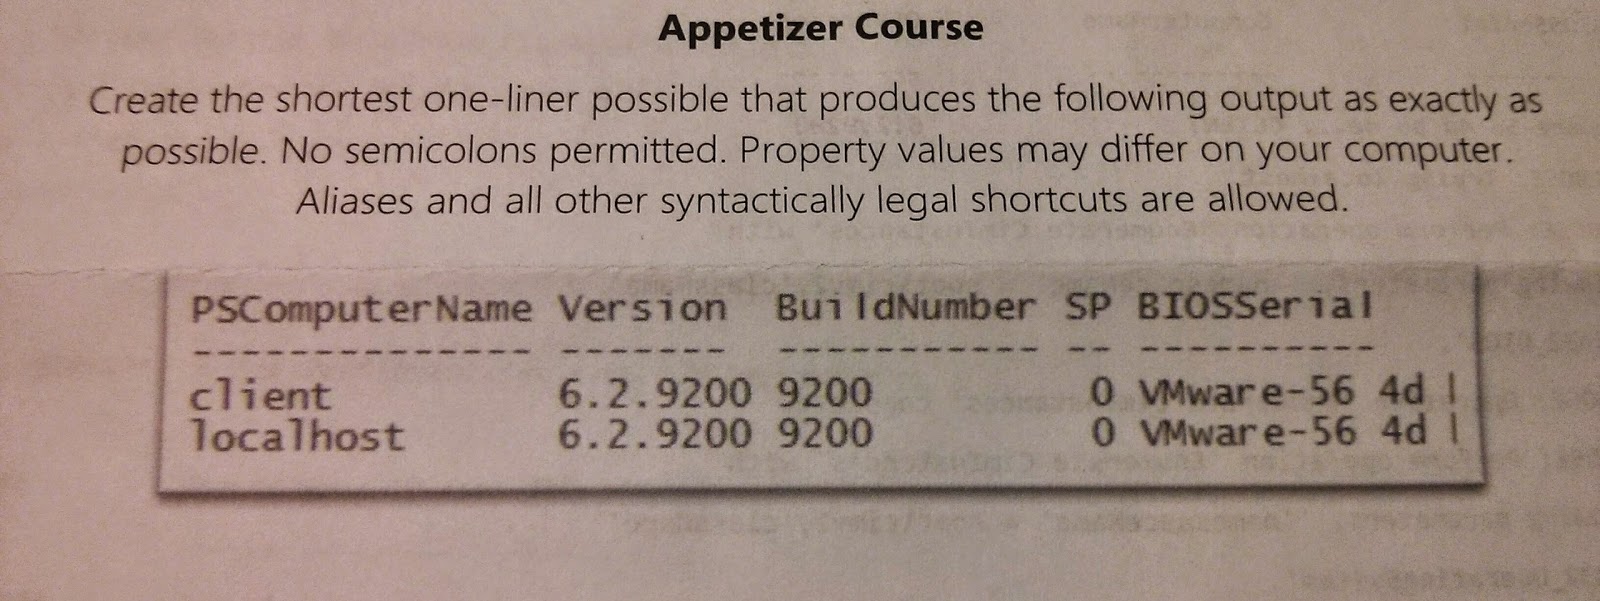 Appetizer Course
Create the shortest one-liner possible that produces the following output as exactly as
possible. No semicolons permitted. Property values may differ on your computer.
Aliases and all other syntactically legal shortcuts are allowed.
PSComputerName Version BuildNumber SP BIOSSerial
-------------- ------- ----------- -- ----------
client 6.2.9200 9200 0 VMware-56 4d
localhost 6.2.9200 9200 0 VMware-56 4d